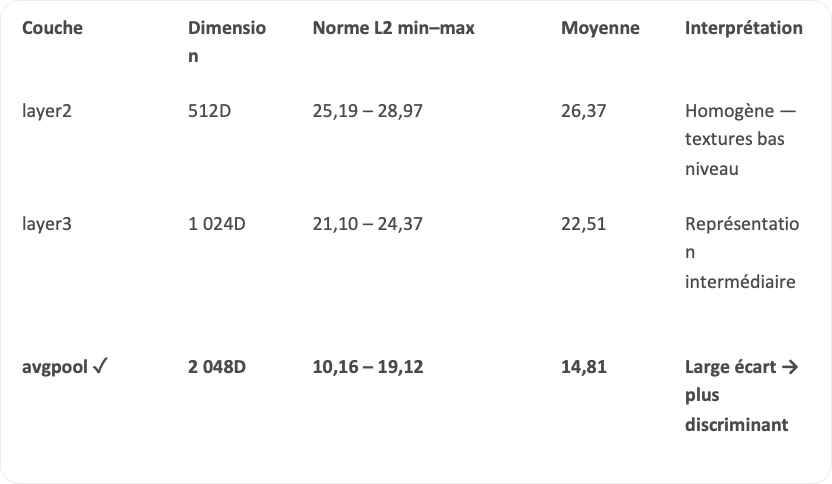 Couche Dimensio Norme L2 min–max Moyenne Interprétation
n
layer2 512D 25,19 – 28,97 26,37 Homogène —
textures bas
niveau
layer3 1 024D 21,10 – 24,37 22,51 Représentatio
n
intermédiaire
avgpool ✓ 2 048D 10,16 – 19,12 14,81 Large écart →
plus
discriminant